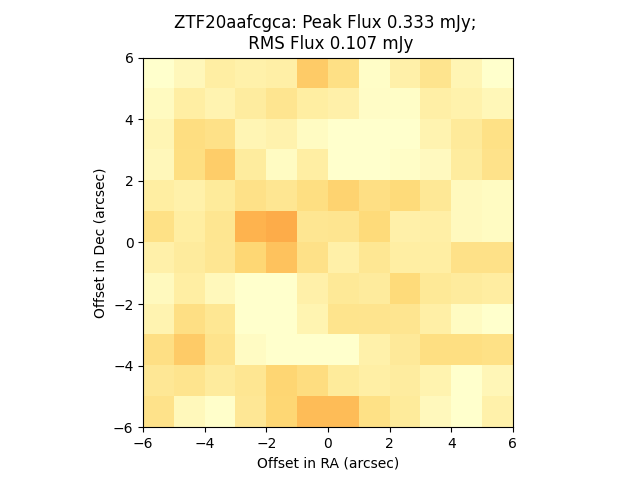 ZTF20aafcgca: Peak Flux 0.333 mJy;
RMS Flux 0.107 mJy
6
4
2
0
−2
−4
−6
Offset in Dec (arcsec)
−6 −4 −2 0 2 4 6
Offset in RA (arcsec)